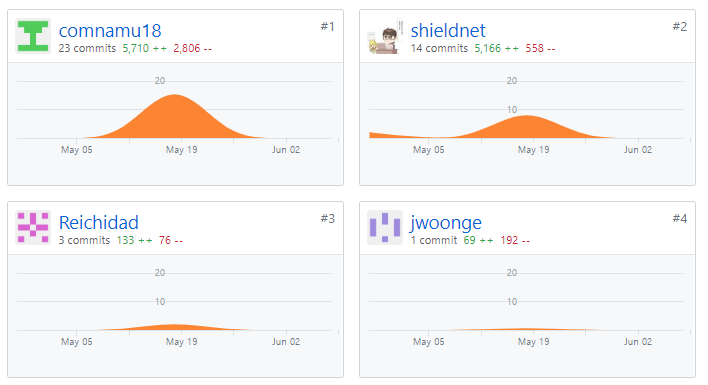 comnamu18 #1
23 commits 5,710 ++ 2,806 --
20
May 05 May 19 Jun 02
shieldnet #2
14 commits 5,166 ++ 558 --
20
10
May 05 May 19 Jun 02
Reichidad #3
3 commits 133 ++ 76 --
20
10
May 05 May 19 Jun 02
jwoonge #4
1 commit 69 ++ 192 --
20
10
May 05 May 19 Jun 02